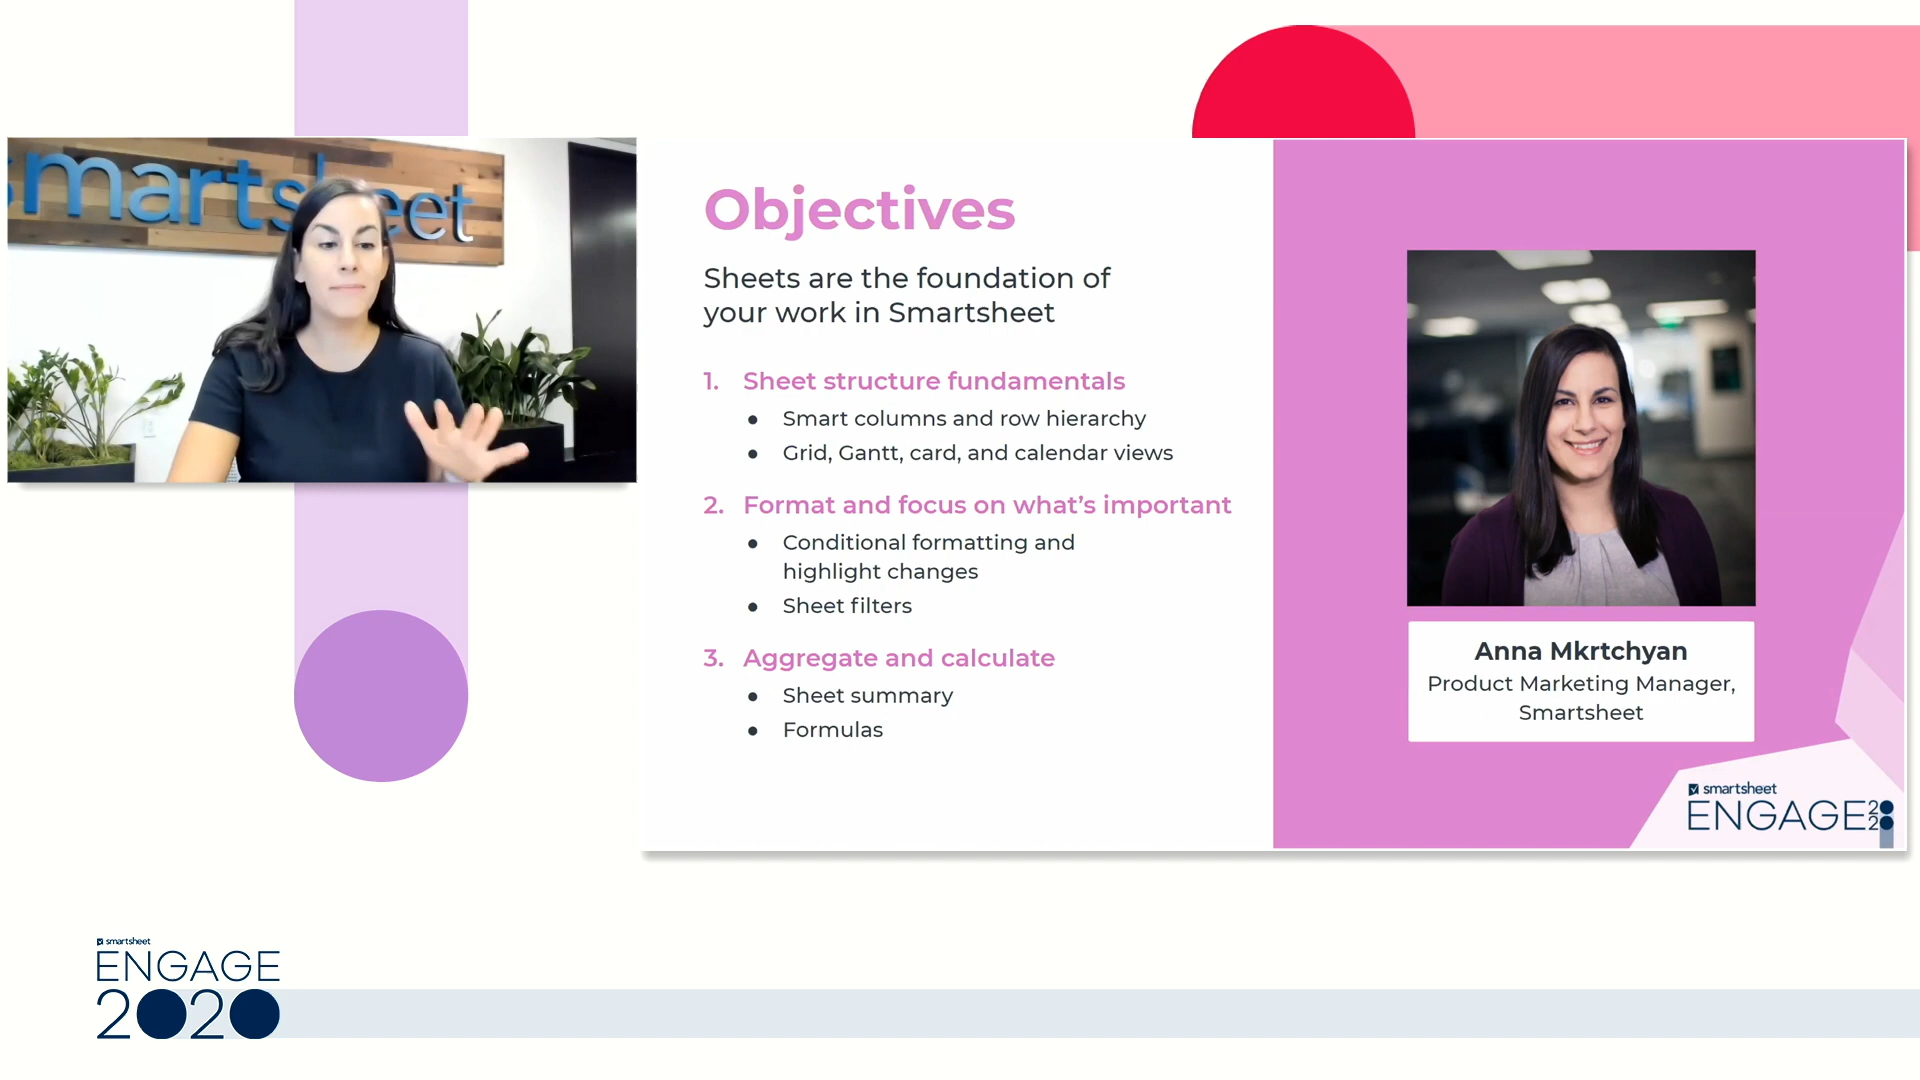 smartsheet
Objectives
Sheets are the foundation of
your work in Smartsheet
1. Sheet structure fundamentals
● Smart columns and row hierarchy
● Grid, Gantt, card, and calendar views
2. Format and focus on what's important
● Conditional formatting and
highlight changes
● Sheet filters
3. Aggregate and calculate
● Sheet summary
● Formulas
Anna Mkrtchyan
Product Marketing Manager,
Smartsheet
smartsheet
ENGAGE 2020
smartsheet
ENGAGE
2020